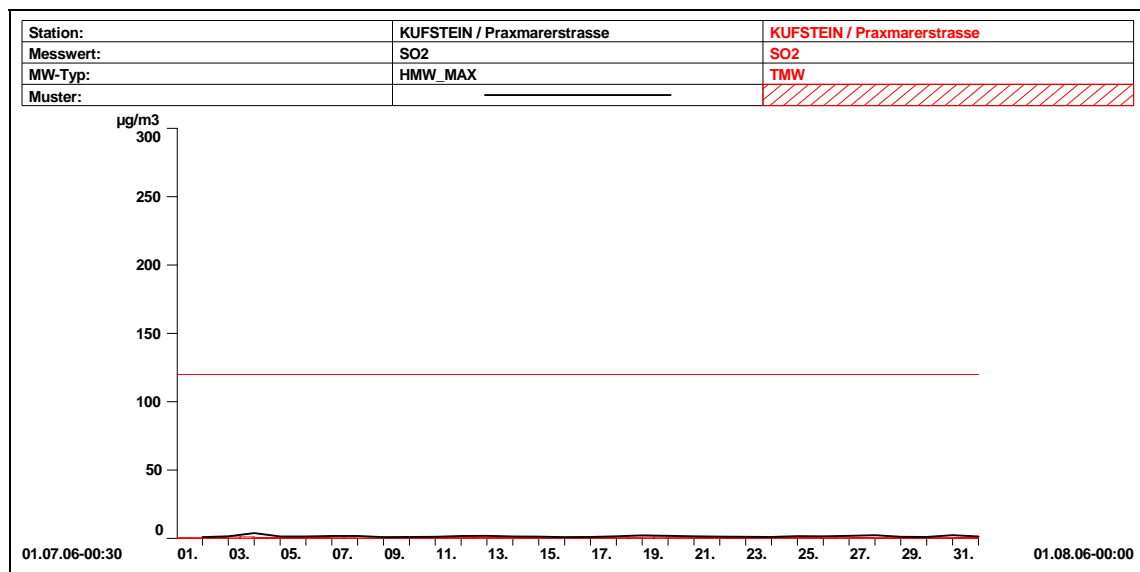 Station: KUFSTEIN / Praxmarerstrasse KUFSTEIN / Praxmarerstrasse
Messwert: SO2 SO2
MW-Typ: HMW_MAX TMW
Muster:
µg/m3
300
250
200
150
100
50
0
01.07.06-00:30 01. 03. 05. 07. 09. 11. 13. 15. 17. 19. 21. 23. 25. 27. 29. 31. 01.08.06-00:00